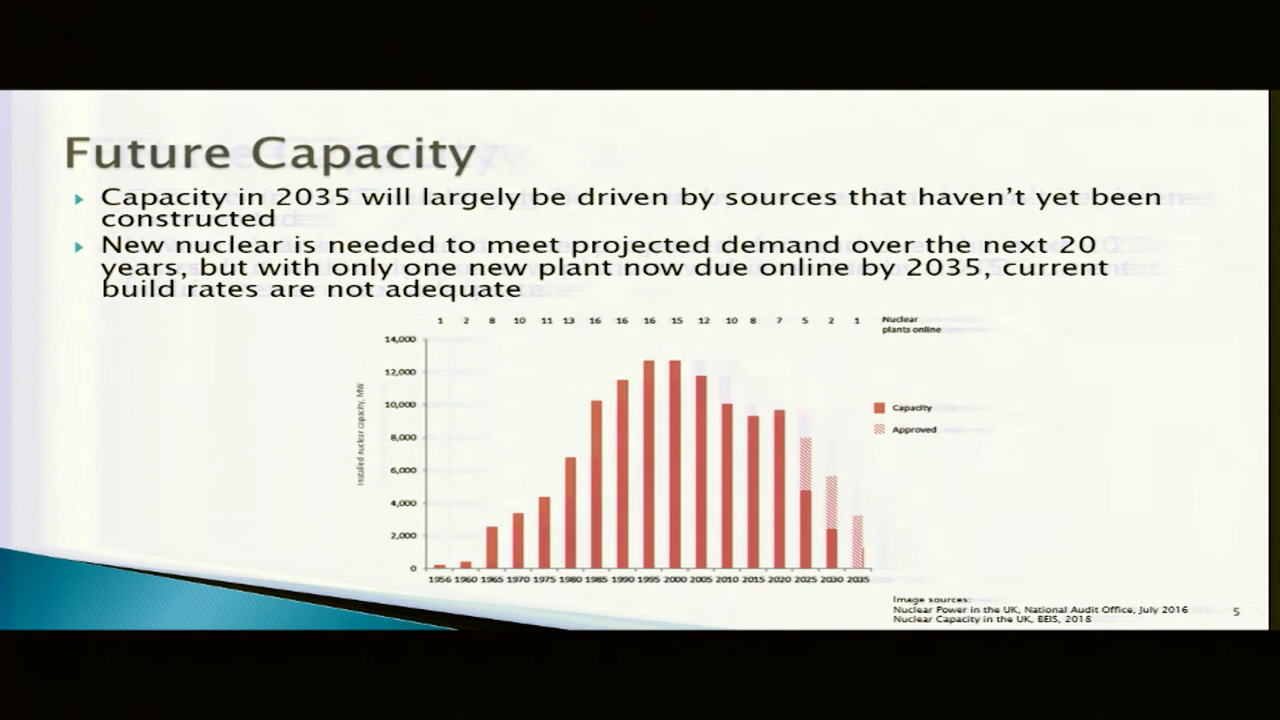 Future Capacity
Capacity in 2035 will largely be driven by sources that haven't yet been
constructed
New nuclear is needed to meet projected demand over the next 20
years, but with only one new plant now due online by 2035, current
build rates are not adequate
1 2 8 10 11 13 16 16 16 15 12 10 8 7 5 2 1 Nuclear
plants online
14,000
12,000
10,000
8,000
6,000
4,000
2,000
0
Installed nuclear capacity, MW
Capacity
Approved
1956 1960 1965 1970 1975 1980 1985 1990 1995 2000 2005 2010 2015 2020 2025 2030 2035
Image sources:
Nuclear Power in the UK, National Audit Office, July 2016
Nuclear Capacity in the UK, BEIS, 2018
5